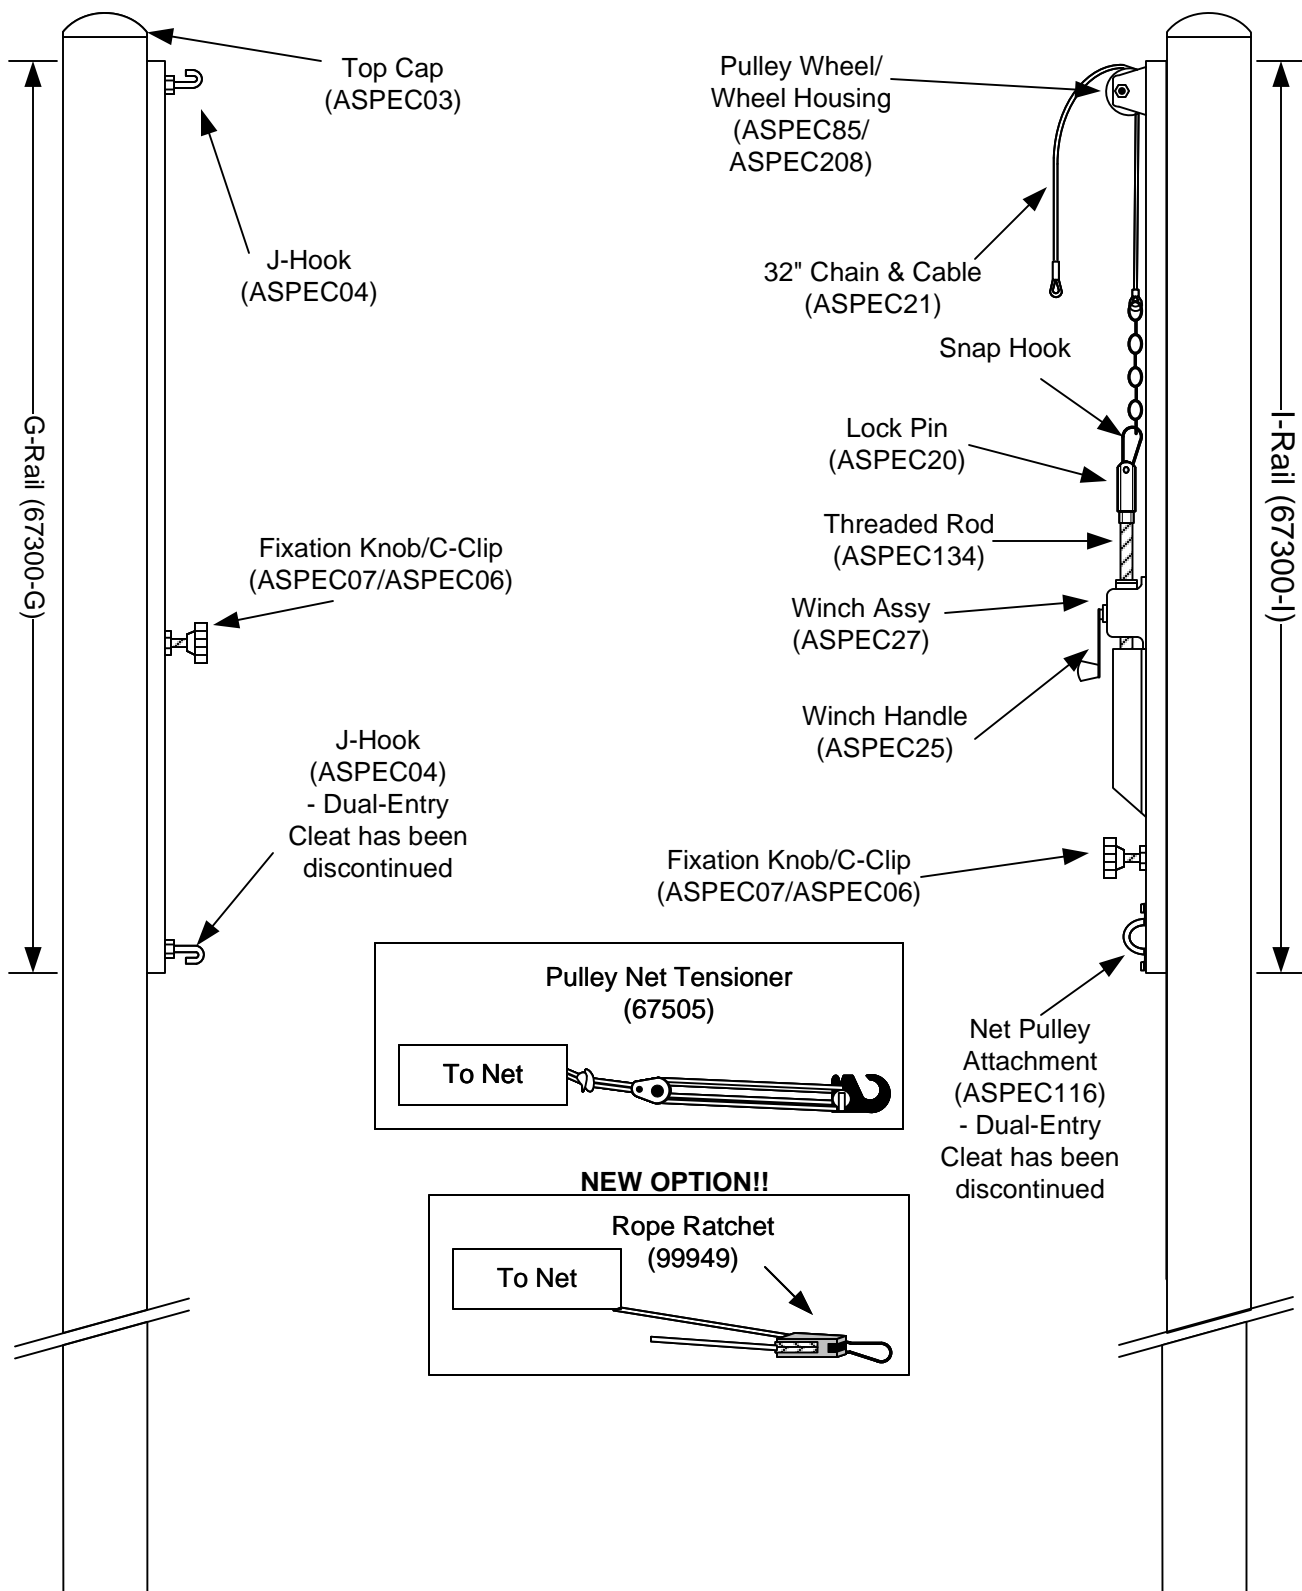 Top Cap
(ASPEC03)
J-Hook
(ASPEC04)
G-Rail (67300-G)
Fixation Knob/C-Clip
(ASPEC07/ASPEC06)
J-Hook
(ASPEC04)
- Dual-Entry
Cleat has been
discontinued
Pulley Wheel/
Wheel Housing
(ASPEC85/
ASPEC208)
32" Chain & Cable
(ASPEC21)
Snap Hook
Lock Pin
(ASPEC20)
Threaded Rod
(ASPEC134)
Winch Assy
(ASPEC27)
Winch Handle
(ASPEC25)
I-Rail (67300-I)
Fixation Knob/C-Clip
(ASPEC07/ASPEC06)
Net Pulley
Attachment
(ASPEC116)
- Dual-Entry
Cleat has been
discontinued
Pulley Net Tensioner
(67505)
To Net
NEW OPTION!!
Rope Ratchet
(99949)
To Net